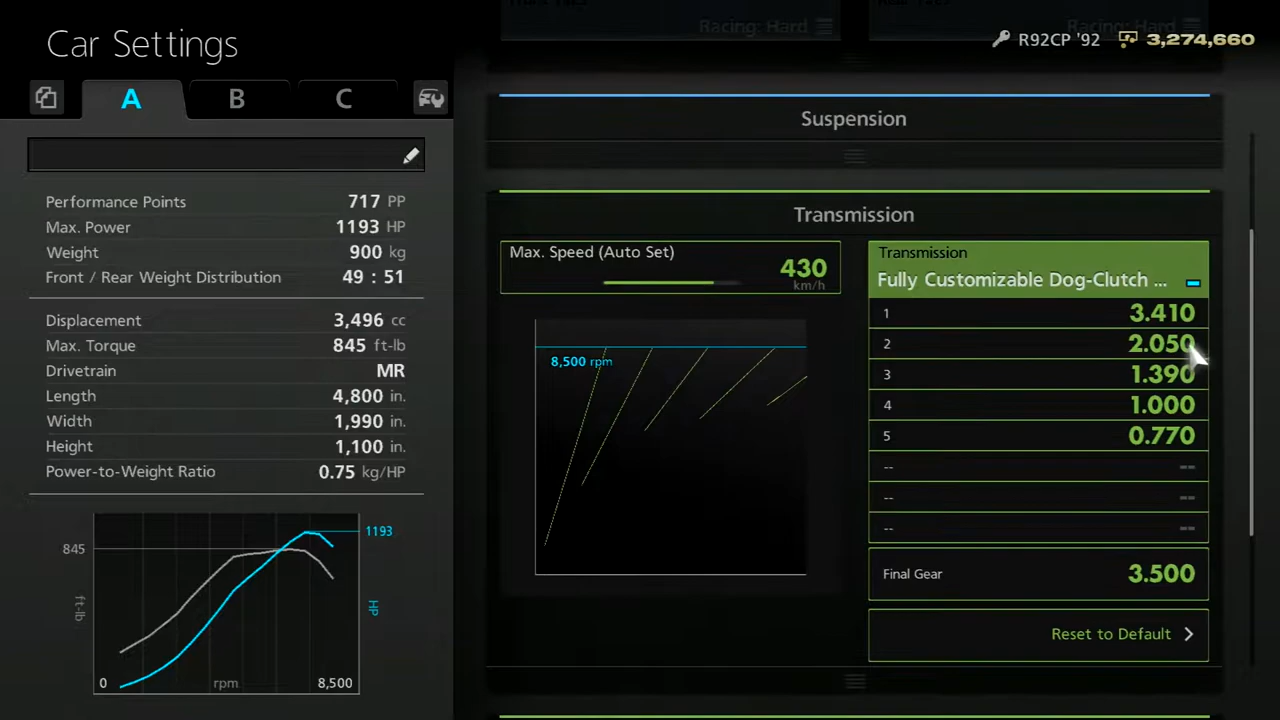 Racing: Hard
Racing: Hard
Car Settings
R92CP '92
3,274,660
A
B
C
Performance Points 717 PP
Max. Power 1193 HP
Weight 900 kg
Front / Rear Weight Distribution 49 : 51
Displacement 3,496 cc
Max. Torque 845 ft-lb
Drivetrain MR
Length 4,800 in.
Width 1,990 in.
Height 1,100 in.
Power-to-Weight Ratio 0.75 kg/HP
1193
845
ft-lb
HP
0 rpm 8,500
Suspension
Transmission
Max. Speed (Auto Set)
430
km/h
8,500 rpm
Transmission
Fully Customizable Dog-Clutch ...
1 3.410
2 2.050
3 1.390
4 1.000
5 0.770
-- --
-- --
-- --
Final Gear 3.500
Reset to Default